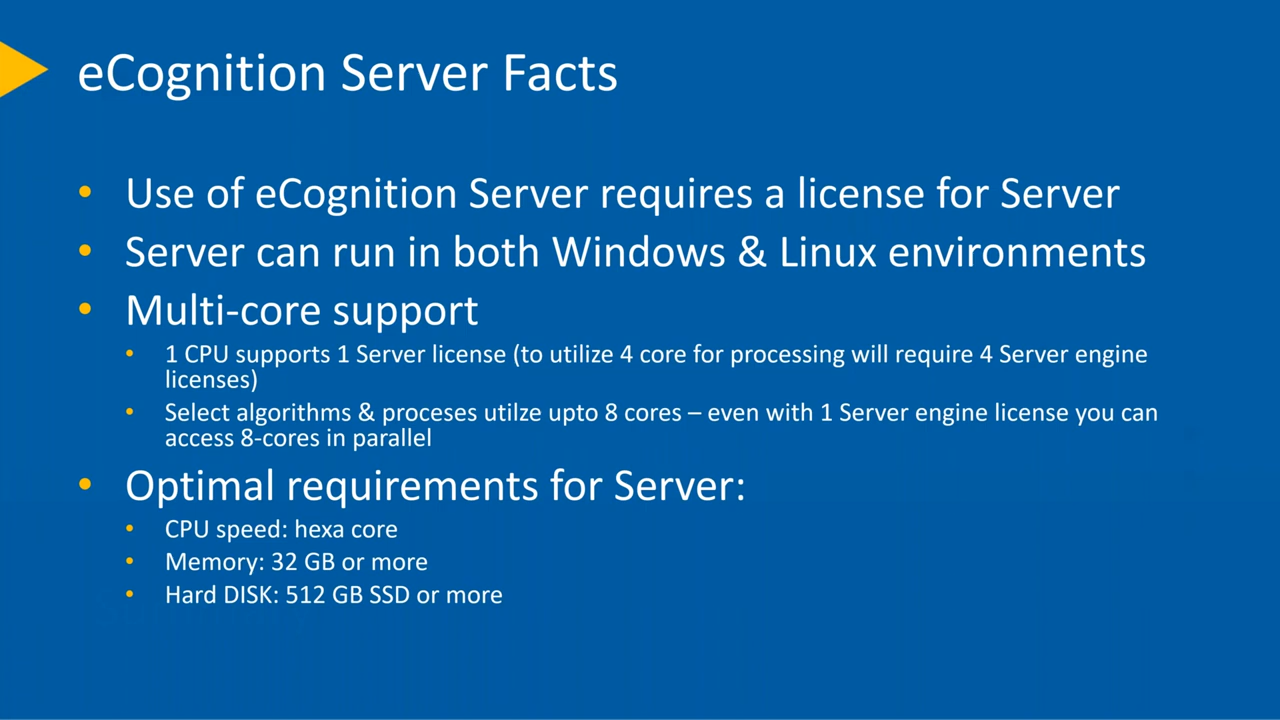 eCognition Server Facts
• Use of eCognition Server requires a license for Server
• Server can run in both Windows & Linux environments
• Multi-core support
• 1 CPU supports 1 Server license (to utilize 4 core for processing will require 4 Server engine
licenses)
• Select algorithms & proceses utilze upto 8 cores – even with 1 Server engine license you can
access 8-cores in parallel
• Optimal requirements for Server:
• CPU speed: hexa core
• Memory: 32 GB or more
• Hard DISK: 512 GB SSD or more